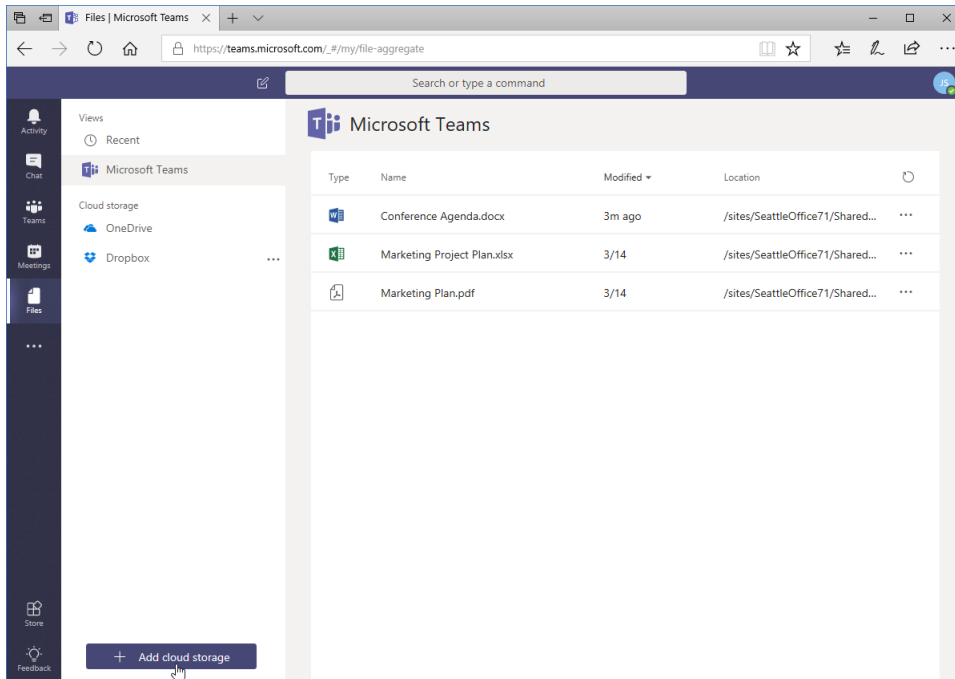 Files | Microsoft Teams
https://teams.microsoft.com/_#/my/file-aggregate
Search or type a command
JS
Activity
Chat
Teams
Meetings
Files
Store
Feedback
Views
Recent
Microsoft Teams
Cloud storage
OneDrive
Dropbox
Add cloud storage
Microsoft Teams
Type Name Modified Location
Conference Agenda.docx 3m ago /sites/SeattleOffice71/Shared...
Marketing Project Plan.xlsx 3/14 /sites/SeattleOffice71/Shared...
Marketing Plan.pdf 3/14 /sites/SeattleOffice71/Shared...